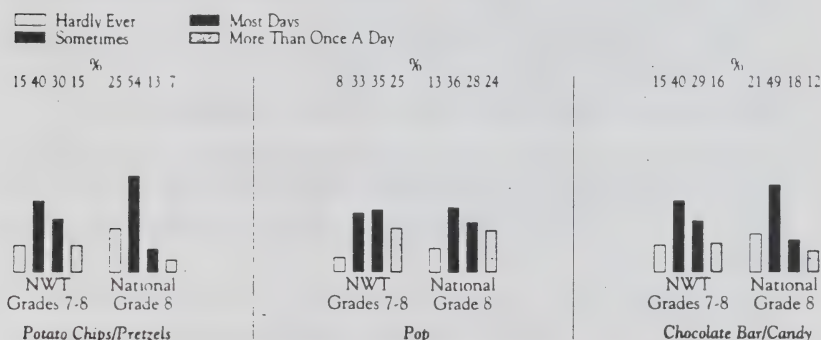 Hardly Ever Most Days
Sometimes More Than Once A Day
% % %
15 40 30 15 25 54 13 7 8 33 35 25 13 36 28 24 15 40 29 16 21 49 18 12
NWT National NWT National NWT National
Grades 7-8 Grade 8 Grades 7-8 Grade 8 Grades 7-8 Grade 8
Potato Chips/Pretzels Pop Chocolate Bar/Candy